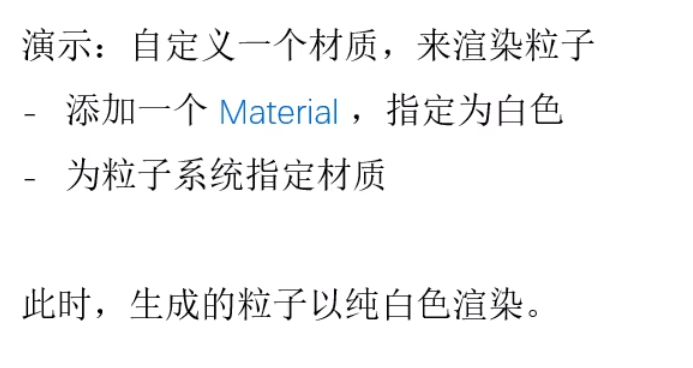 演示：自定义一个材质，来渲染粒子
- 添加一个 Material ，指定为白色
- 为粒子系统指定材质
此时，生成的粒子以纯白色渲染。